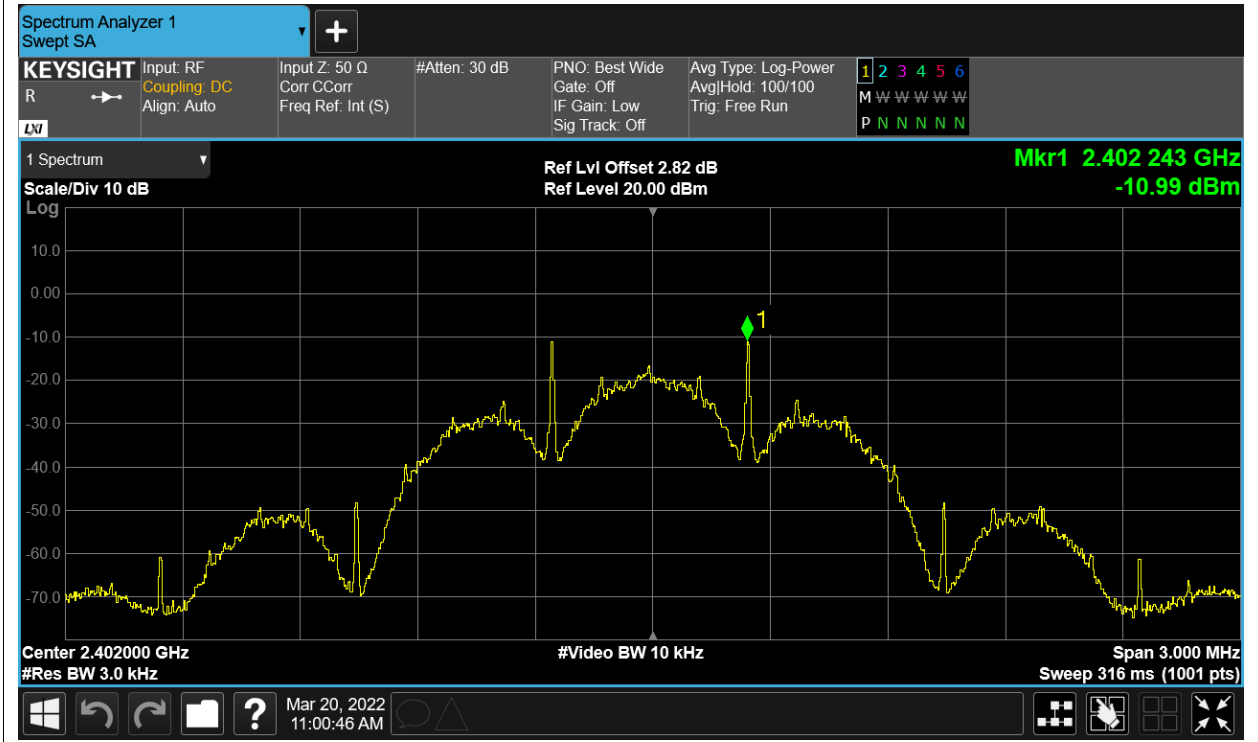 Spectrum Analyzer 1
Swept SA
KEYSIGHT
R
LXI
Input: RF
Coupling: DC
Align: Auto
Input Z: 50 Ω
Corr CCorr
Freq Ref: Int (S)
#Atten: 30 dB
PNO: Best Wide
Gate: Off
IF Gain: Low
Sig Track: Off
Avg Type: Log-Power
Avg|Hold: 100/100
Trig: Free Run
1 2 3 4 5 6
M W W W W W W
P N N N N N N
1 Spectrum
Scale/Div 10 dB
Log
Ref Lvl Offset 2.82 dB
Ref Level 20.00 dBm
Mkr1 2.402 243 GHz
-10.99 dBm
1
10.0
0.00
-10.0
-20.0
-30.0
-40.0
-50.0
-60.0
-70.0
Center 2.402000 GHz
#Res BW 3.0 kHz
#Video BW 10 kHz
Span 3.000 MHz
Sweep 316 ms (1001 pts)
?
Mar 20, 2022
11:00:46 AM